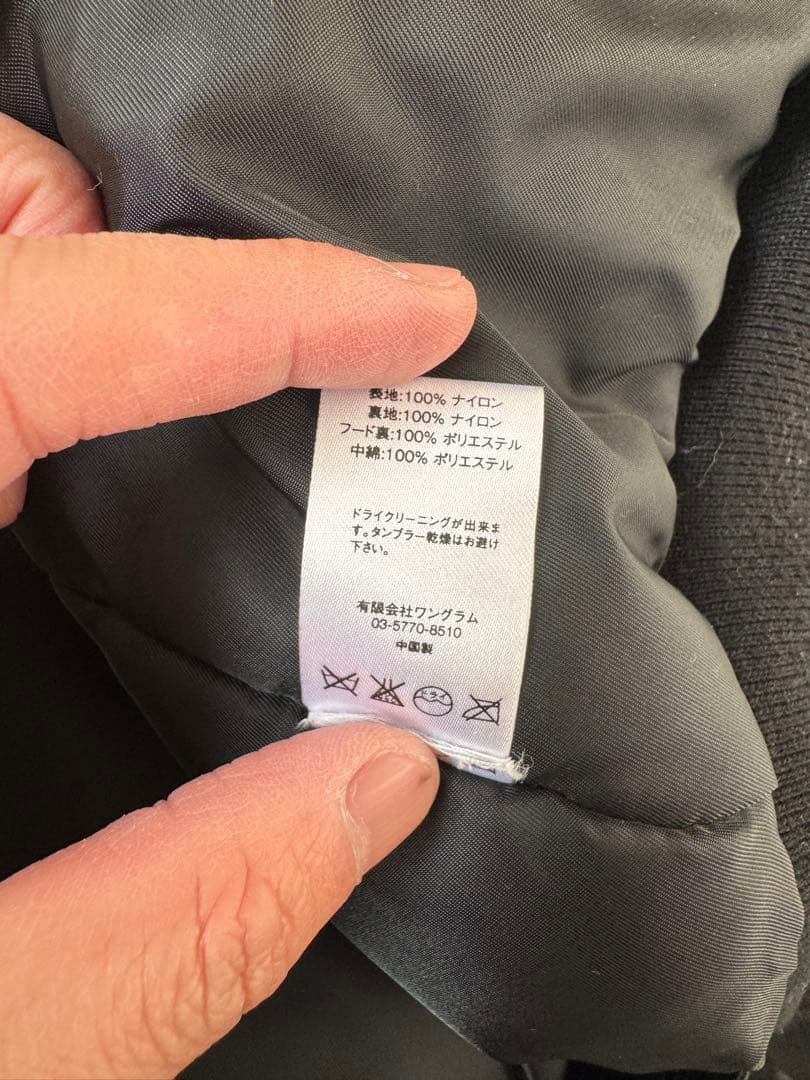 表地:100% ナイロン
裏地:100% ナイロン
フード裏:100% ポリエステル
中綿:100% ポリエステル
ドライクリーニングが出来ま
す。タンブラー乾燥はお避け
下さい。
有限会社ワングラム
03-5770-8510
中国製
ドライ